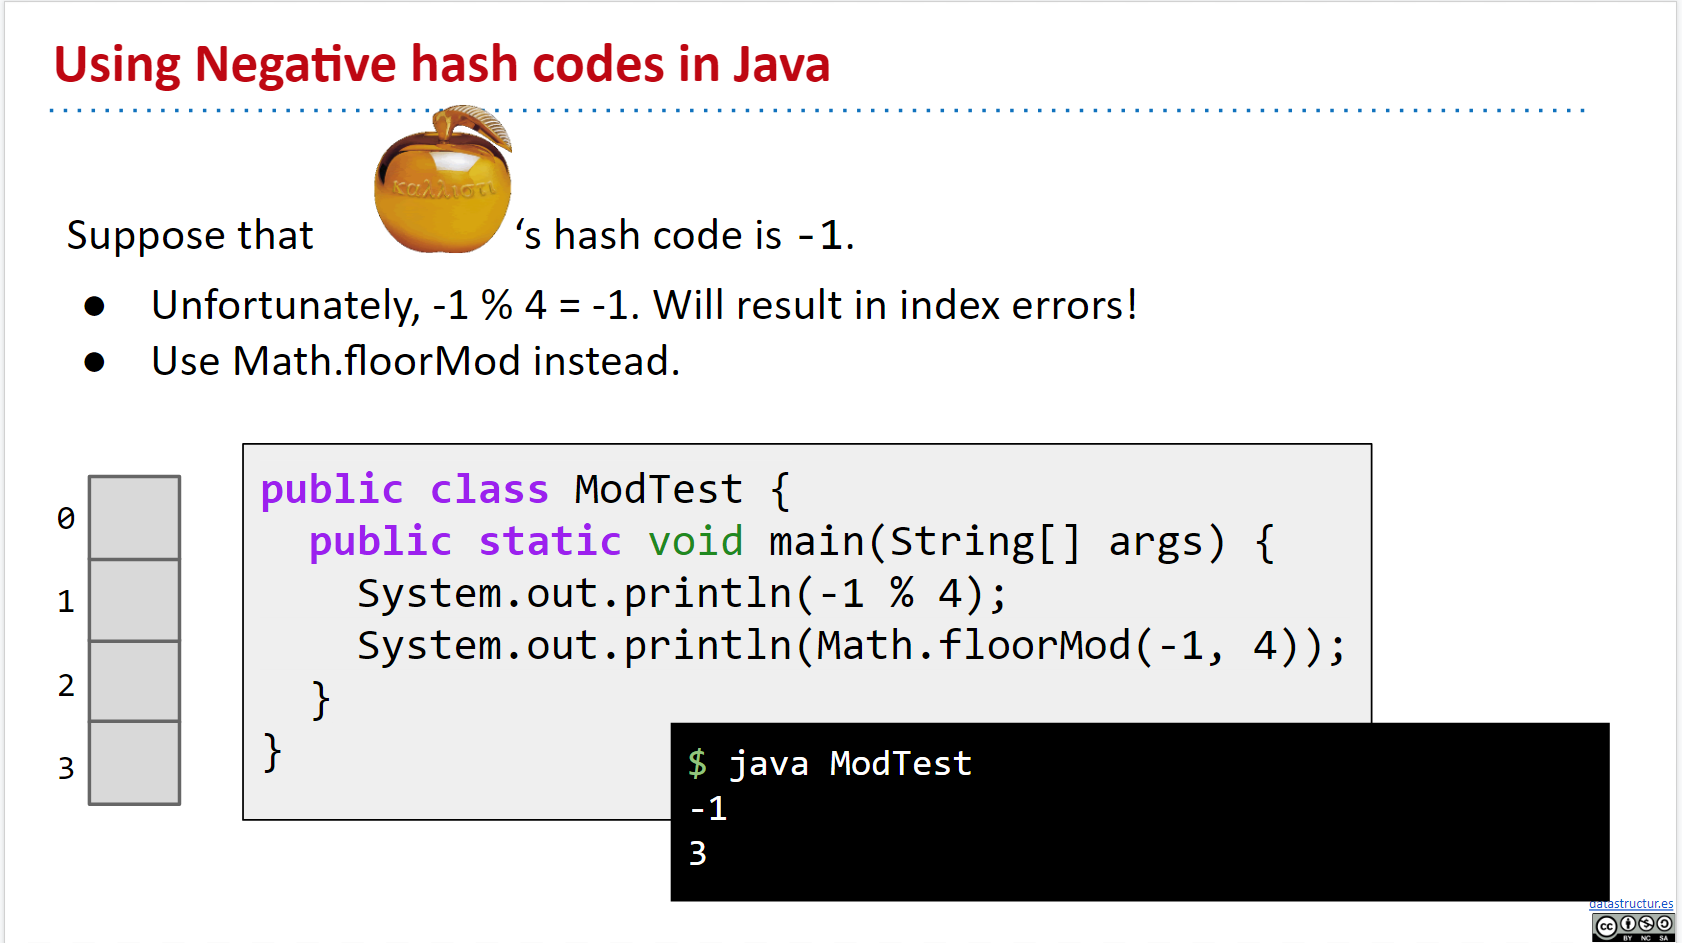 Using Negative hash codes in Java
καλλιστι
Suppose that ‘s hash code is -1.
● Unfortunately, -1 % 4 = -1. Will result in index errors!
● Use Math.floorMod instead.
0
1
2
3
public class ModTest {
public static void main(String[] args) {
System.out.println(-1 % 4);
System.out.println(Math.floorMod(-1, 4));
}
}
$ java ModTest
-1
3
datastructur.es
cc
BY NC SA